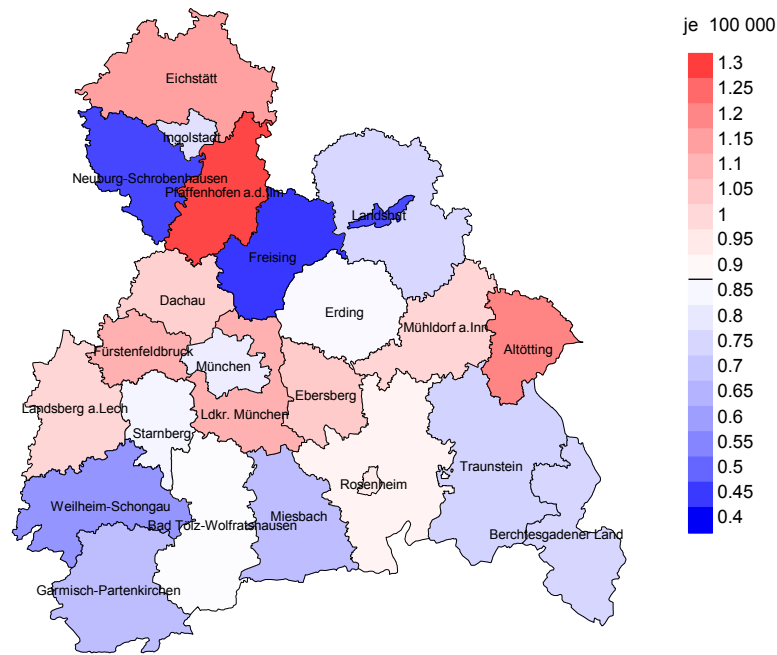 je 100 000
1.3
1.25
1.2
1.15
1.1
1.05
1
0.95
0.9
0.85
0.8
0.75
0.7
0.65
0.6
0.55
0.5
0.45
0.4
Eichstätt
Ingolstadt
Neuburg-Schrobenhausen
Pfaffenhofen a.d.Ilm
Landshut
Freising
Dachau
Erding
Mühldorf a.Inn
Altötting
Fürstenfeldbruck
München
Ebersberg
Landsberg a.Lech
Ldkr. München
Starnberg
Traunstein
Rosenheim
Weilheim-Schongau
Miesbach
Bad Tölz-Wolfratshausen
Berchtesgadener Land
Garmisch-Partenkirchen